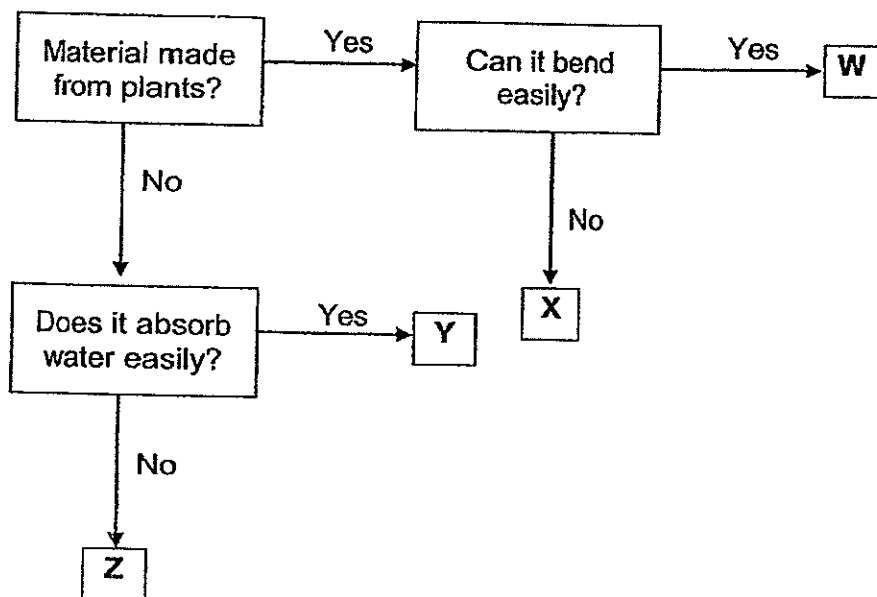 Material made
from plants?
Yes
Can it bend
easily?
Yes
W
No
No
X
Does it absorb
water easily?
Yes
Y
No
Z